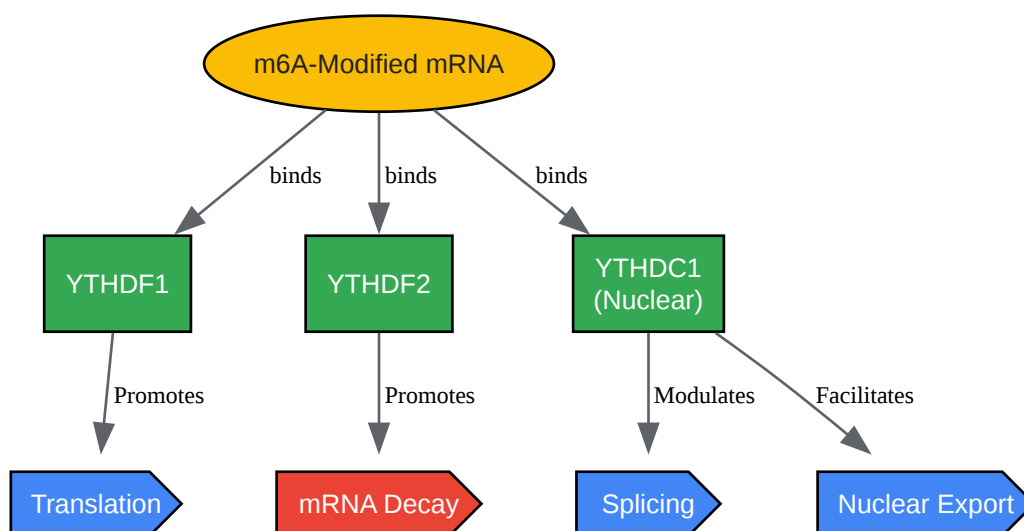 m6A-Modified mRNA
binds
binds
binds
YTHDF1
YTHDF2
YTHDC1
(Nuclear)
Promotes
Promotes
Modulates
Facilitates
Translation
mRNA Decay
Splicing
Nuclear Export